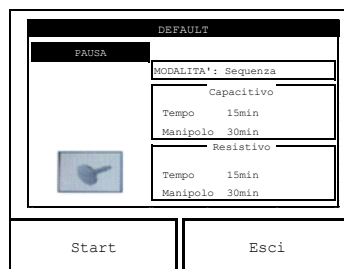 DEFAULT
PAUSA
MODALITA': Sequenza
Capacitivo
Tempo 15min
Manipolo 30min
Resistivo
Tempo 15min
Manipolo 30min
Start Esci